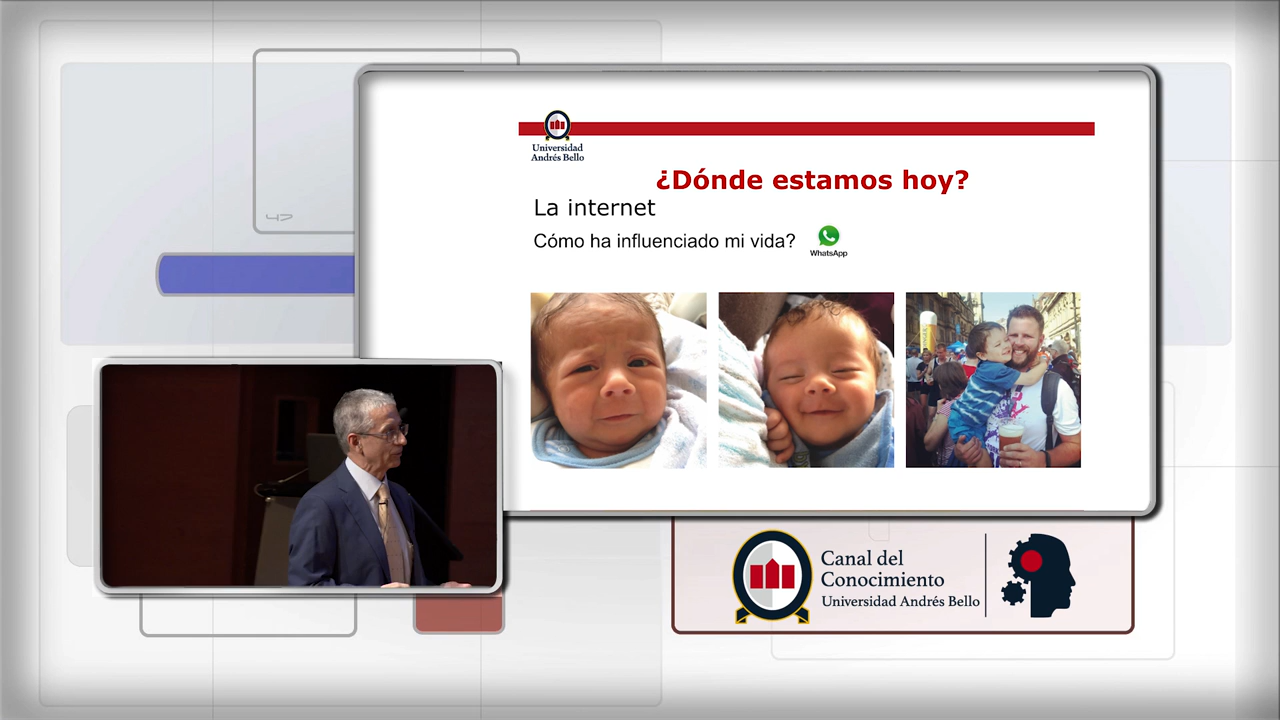 Universidad
Andrés Bello
¿Dónde estamos hoy?
La internet
Cómo ha influenciado mi vida?
WhatsApp
Canal del
Conocimiento
Universidad Andrés Bello